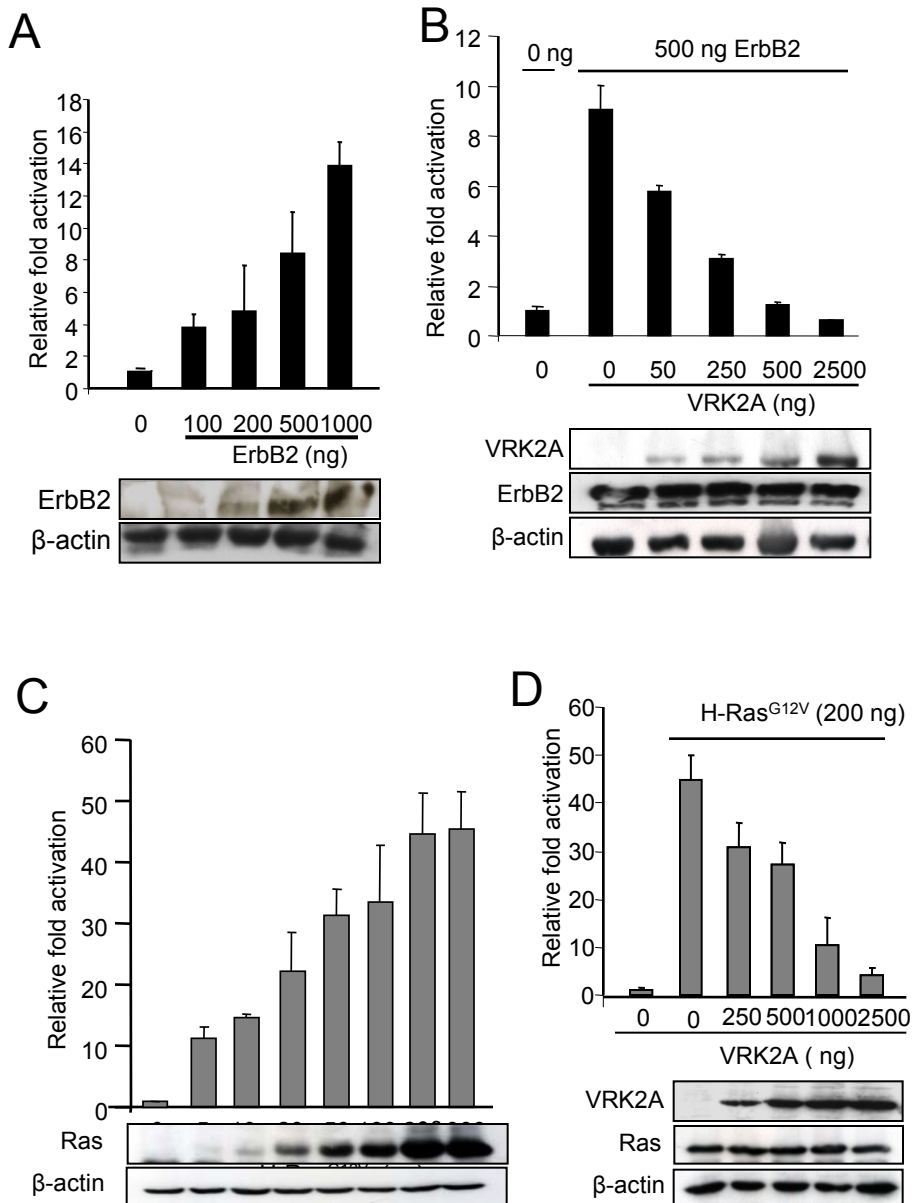 A
Relative fold activation
18
16
14
12
10
8
6
4
2
0
0 100 200 500 1000
ErbB2 (ng)
ErbB2
β-actin
B
0 ng 500 ng ErbB2
Relative fold activation
12
10
8
6
4
2
0
0 0 50 250 500 2500
VRK2A (ng)
VRK2A
ErbB2
β-actin
C
Relative fold activation
60
50
40
30
20
10
0
Ras
β-actin
D
H-Ras^G12V (200 ng)
Relative fold activation
60
50
40
30
20
10
0
0 0 250 500 1000 2500
VRK2A ( ng)
VRK2A
Ras
β-actin